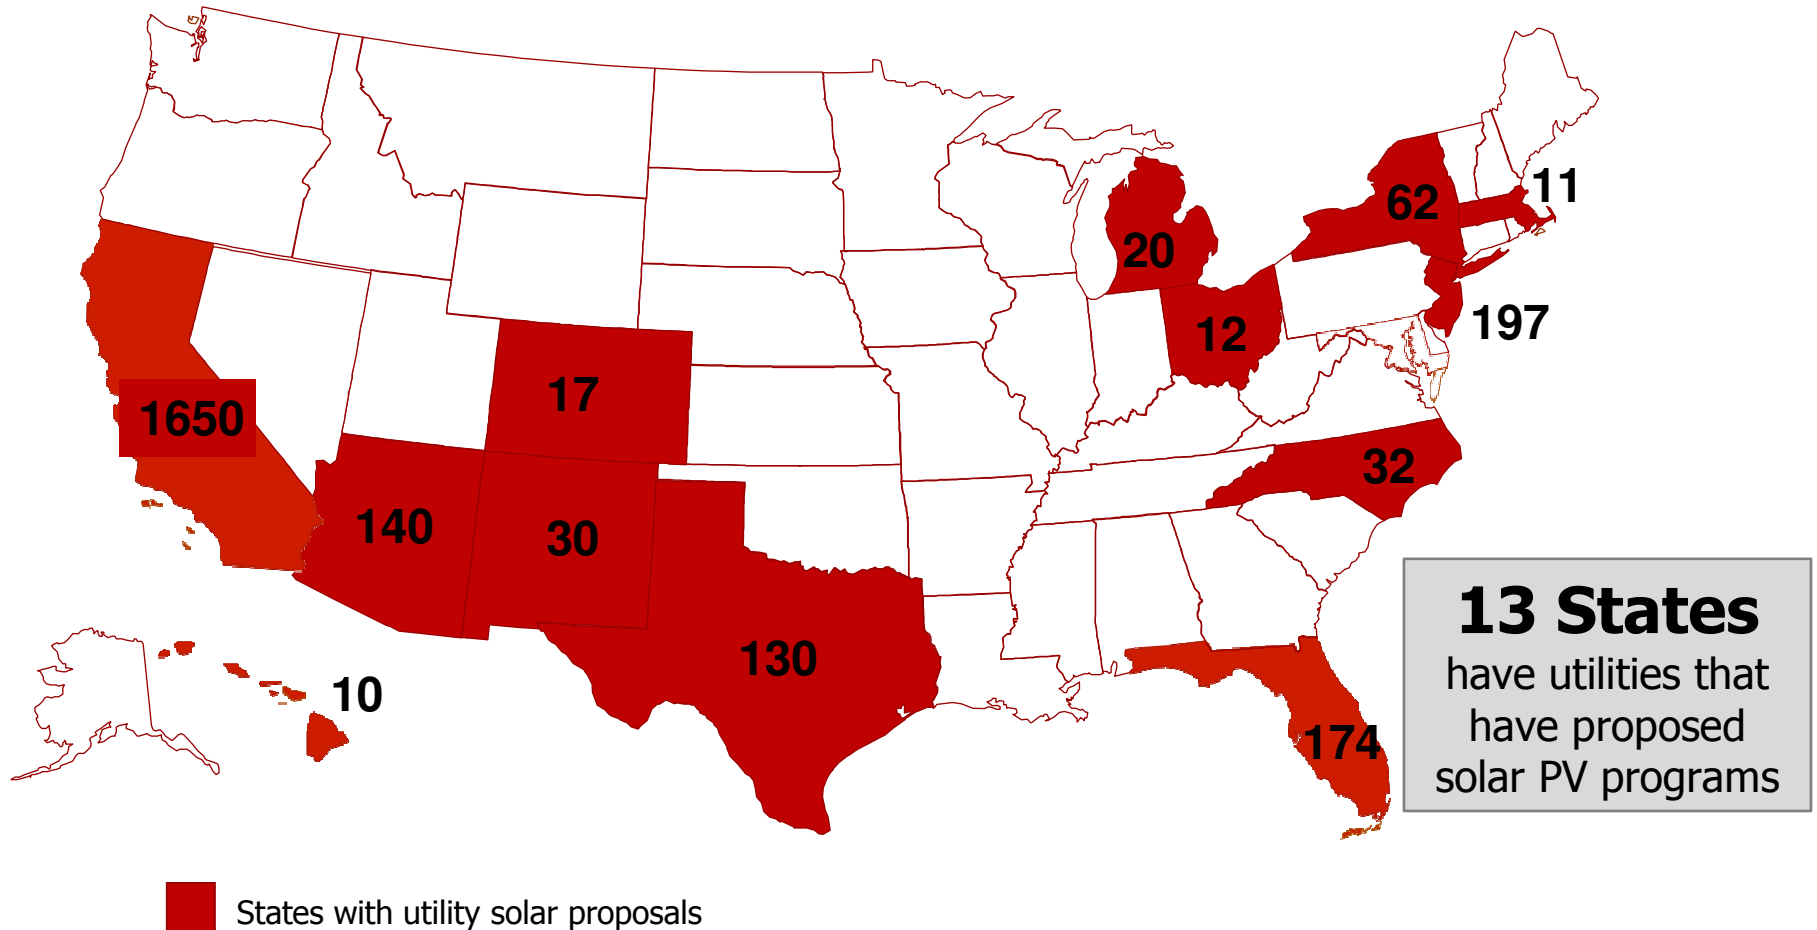 11
62
20
197
12
17
1650
32
140
30
130
10
174
13 States
have utilities that
have proposed
solar PV programs
States with utility solar proposals